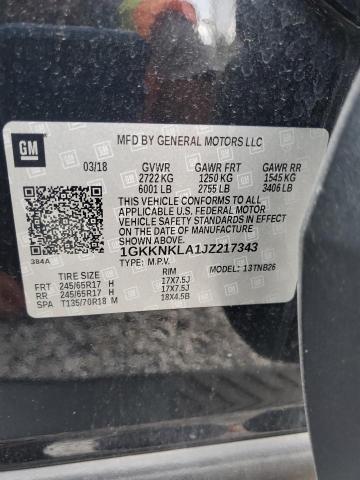 GM
MFD BY GENERAL MOTORS LLC
03/18 GVWR GAWR FRT GAWR RR
2722 KG 1250 KG 1545 KG
6001 LB 2755 LB 3406 LB
THIS VEHICLE CONFORMS TO ALL
APPLICABLE U.S. FEDERAL MOTOR
VEHICLE SAFETY STANDARDS IN EFFECT
ON THE DATE OF MANUFACTURE
SHOWN ABOVE.
1GKKNKLA1JZ217343
384A TYPE: M.P.V. MODEL: 13TNB26
TIRE SIZE RIM
FRT 245/65R17 H 17X7.5J
RR 245/65R17 H 17X7.5J
SPA T135/70R18 M 18X4.5B